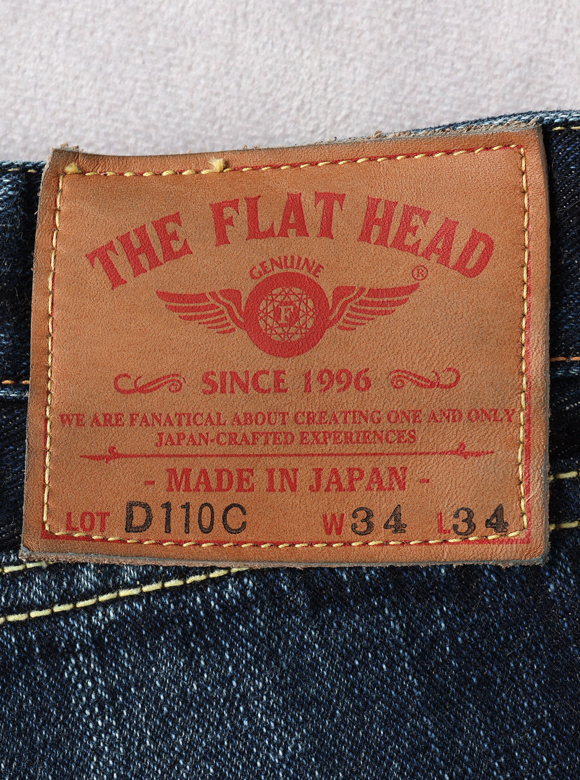 THE FLAT HEAD
GENUINE
®
F
SINCE 1996
WE ARE FANATICAL ABOUT CREATING ONE AND ONLY
JAPAN-CRAFTED EXPERIENCES
- MADE IN JAPAN -
LOT D110C W34 L34